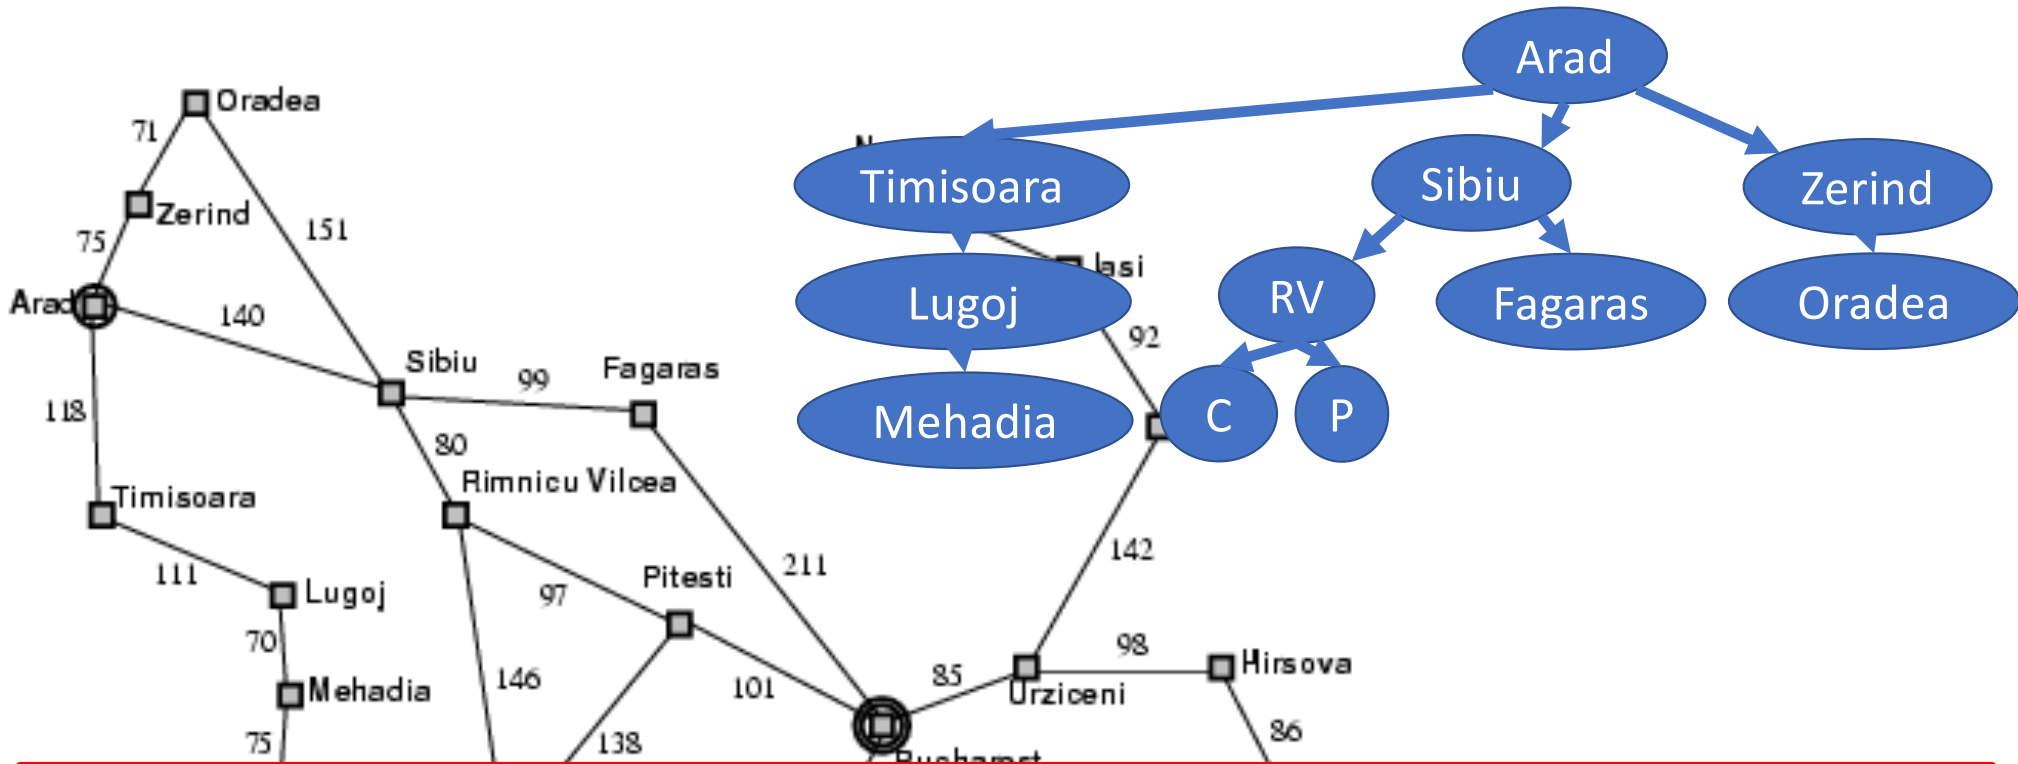 Arad
Timisoara
Sibiu
Zerind
Lugoj
RV
Fagaras
Oradea
Mehadia
C
P
Oradea
71
Zerind
75
151
Arad
140
118
Sibiu
99
Fagaras
80
Rimnicu Vilcea
Timisoara
111
Lugoj
70
Mehadia
75
146
97
Pitesti
211
101
138
Iasi
92
142
85
98
Urziceni
Hirsova
86
Bucharest